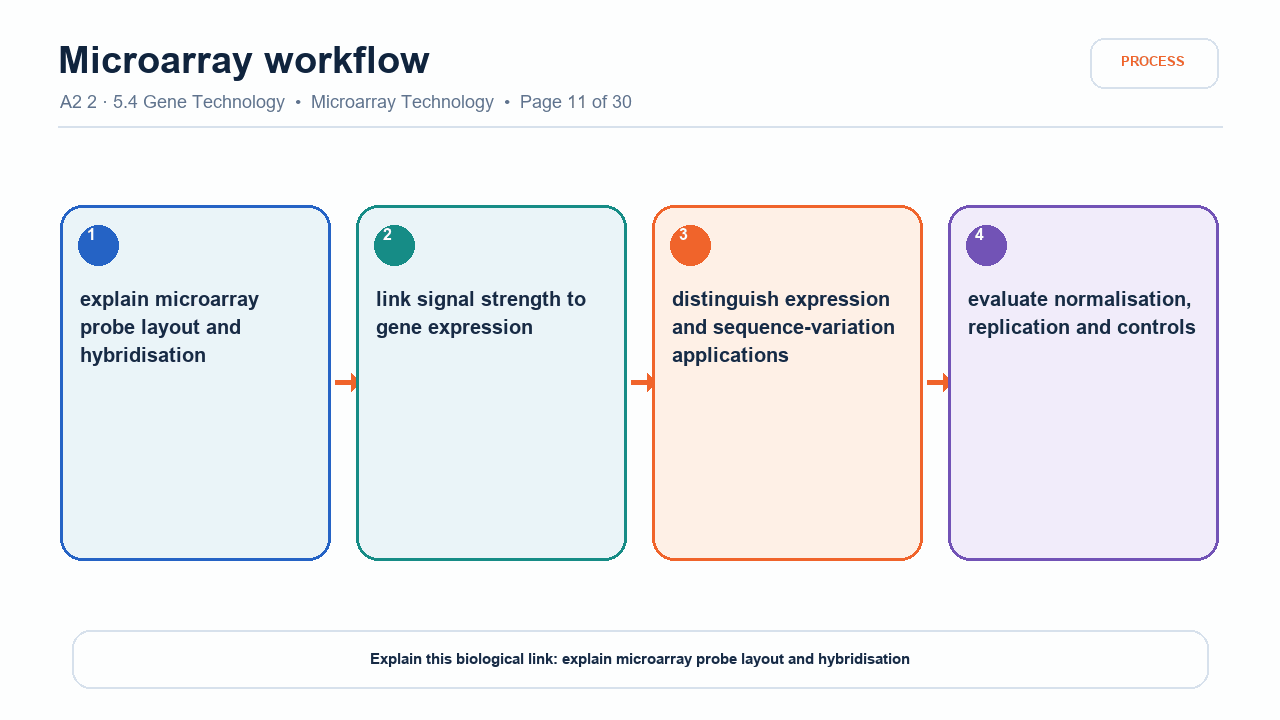 Microarray workflow
PROCESS
A2 2 · 5.4 Gene Technology • Microarray Technology • Page 11 of 30
1
explain microarray
probe layout and
hybridisation
2
link signal strength to
gene expression
3
distinguish expression
and sequence-variation
applications
4
evaluate normalisation,
replication and controls
Explain this biological link: explain microarray probe layout and hybridisation